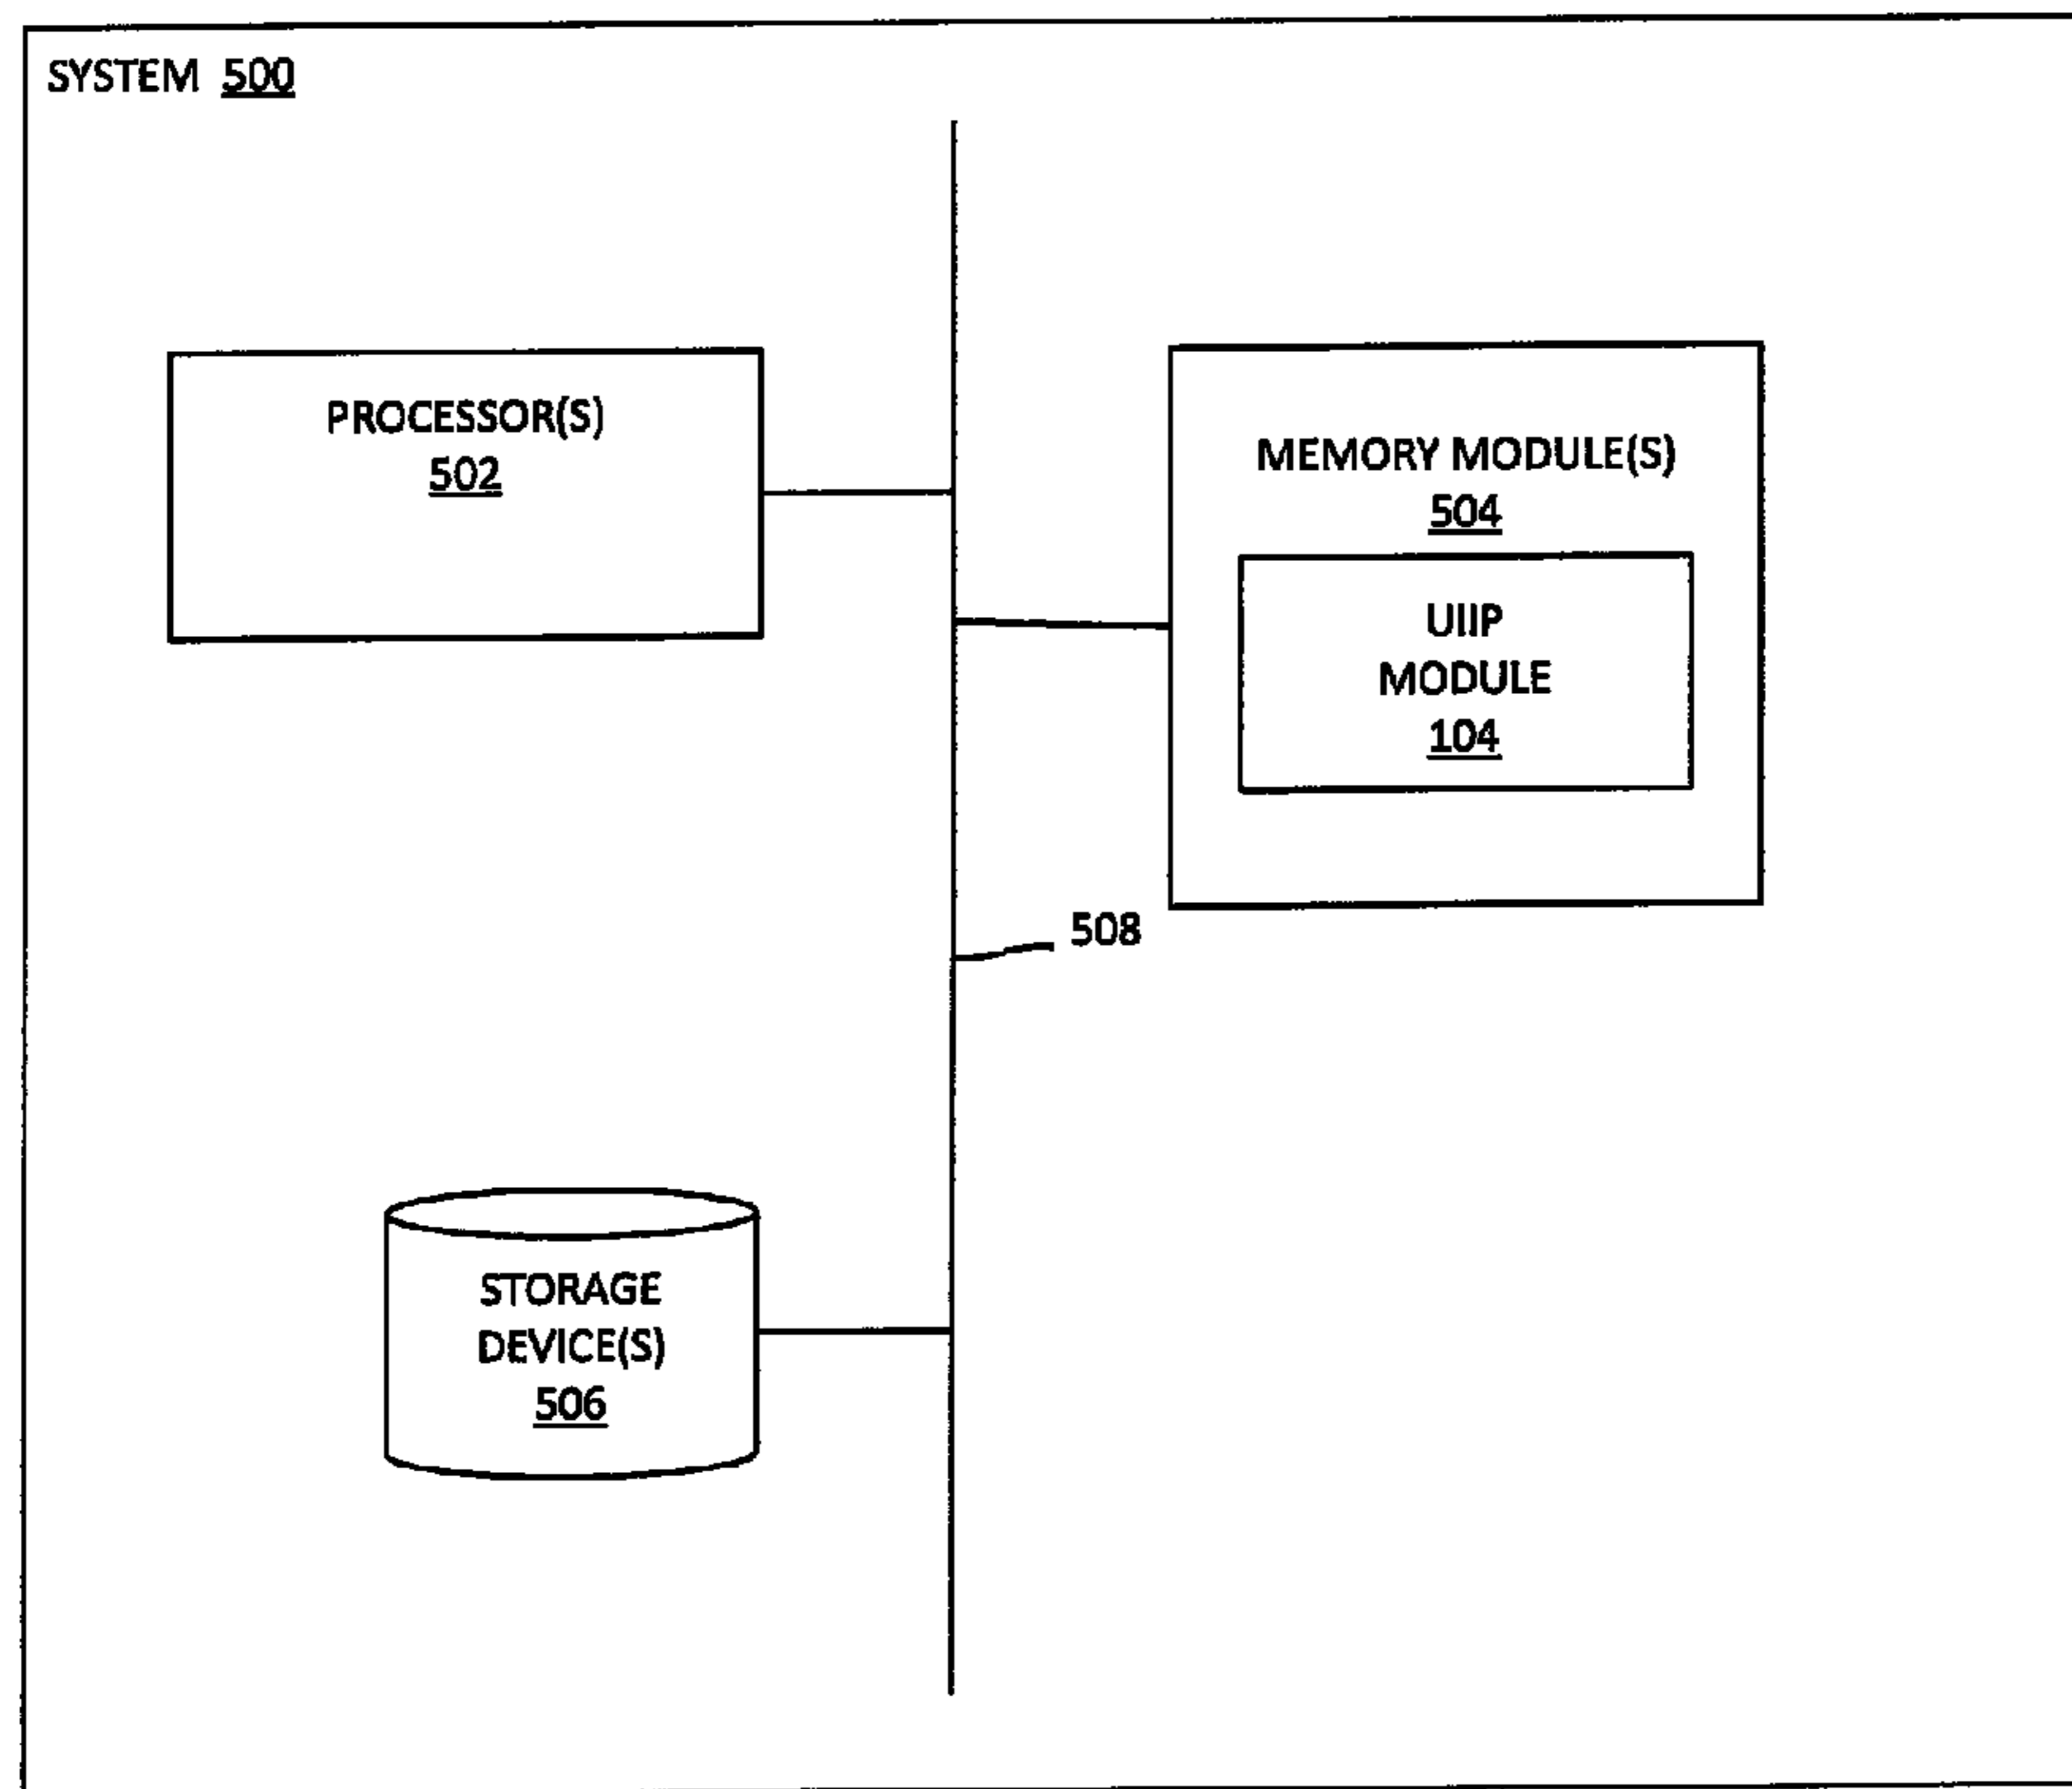 SYSTEM 500
PROCESSOR(S)
502
MEMORY MODULE(S)
504
UIIP
MODULE
104
508
STORAGE
DEVICE(S)
506